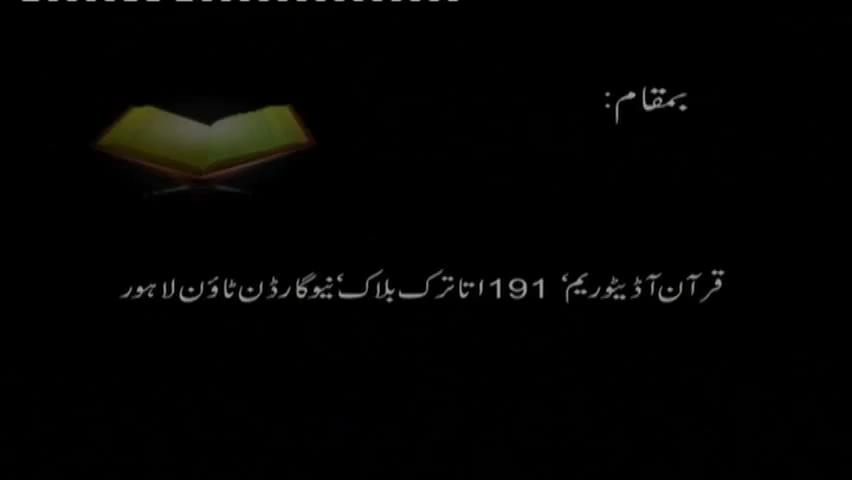 بمقام:
قرآن آڈیٹوریم، 191 اتاترک بلاک، نیو گارڈن ٹاؤن لاہور